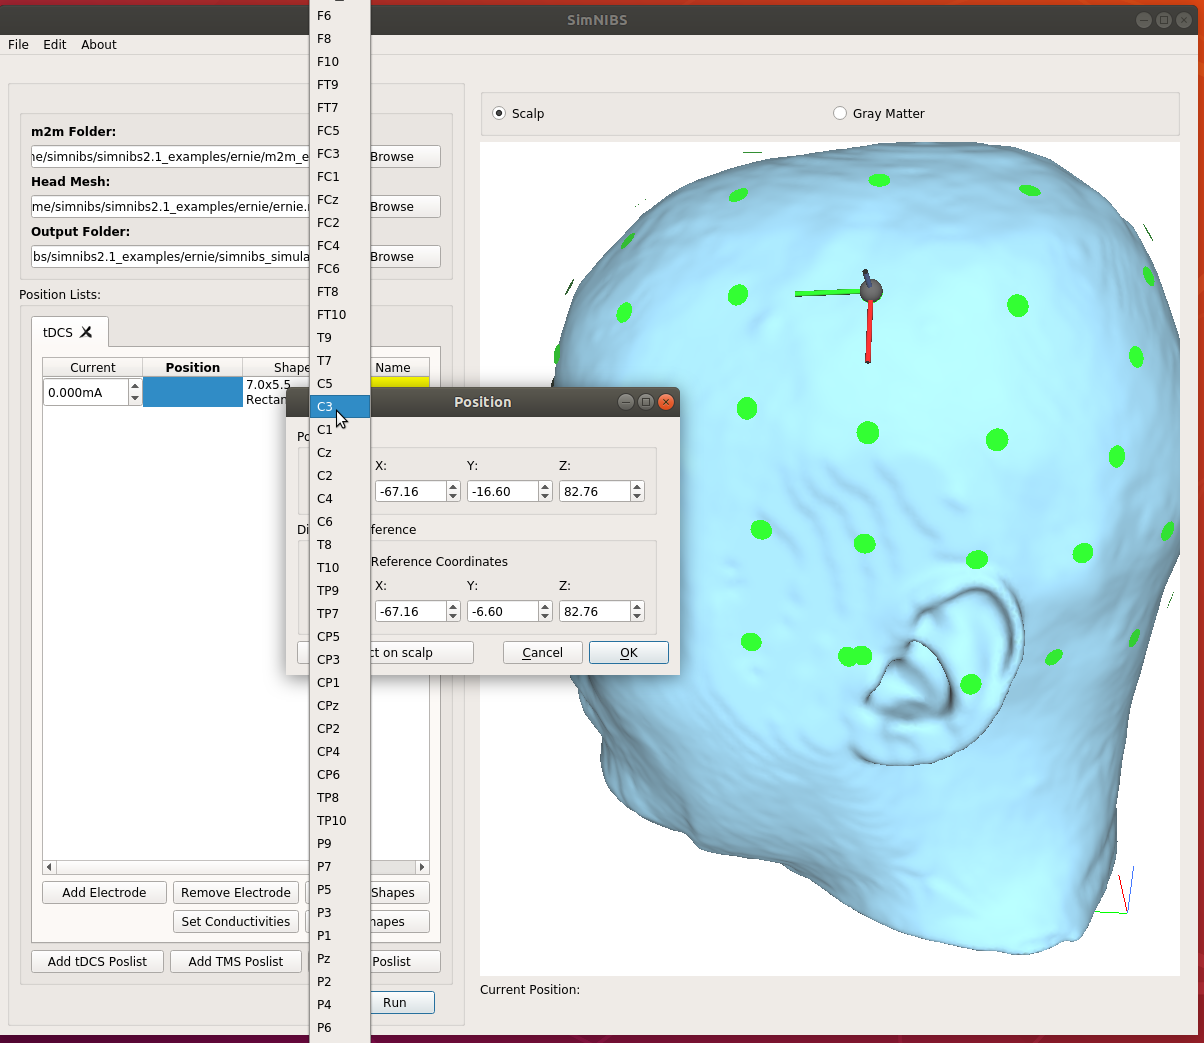 SimNIBS
File Edit About
m2m Folder:
ne/simnibs/simnibs2.1_examples/ernie/m2m_e
Browse
Head Mesh:
me/simnibs/simnibs2.1_examples/ernie/ernie.
Browse
Output Folder:
bs/simnibs2.1_examples/ernie/simnibs_simula
Browse
Position Lists:
tDCS
Current Position Shape Name
0.000mA
7.0x5.5
Rectan
Add Electrode Remove Electrode Shapes
Set Conductivities hapes
Add tDCS Poslist Add TMS Poslist Poslist
Run
F6
F8
F10
FT9
FT7
FC5
FC3
FC1
FCz
FC2
FC4
FC6
FT8
FT10
T9
T7
C5
C3
C1
Cz
C2
C4
C6
T8
T10
TP9
TP7
CP5
CP3
CP1
CPz
CP2
CP4
CP6
TP8
TP10
P9
P7
P5
P3
P1
Pz
P2
P4
P6
Position
Po
X: Y: Z:
-67.16 -16.60 82.76
Di ference
Reference Coordinates
X: Y: Z:
-67.16 -6.60 82.76
ct on scalp Cancel OK
Scalp Gray Matter
Current Position: